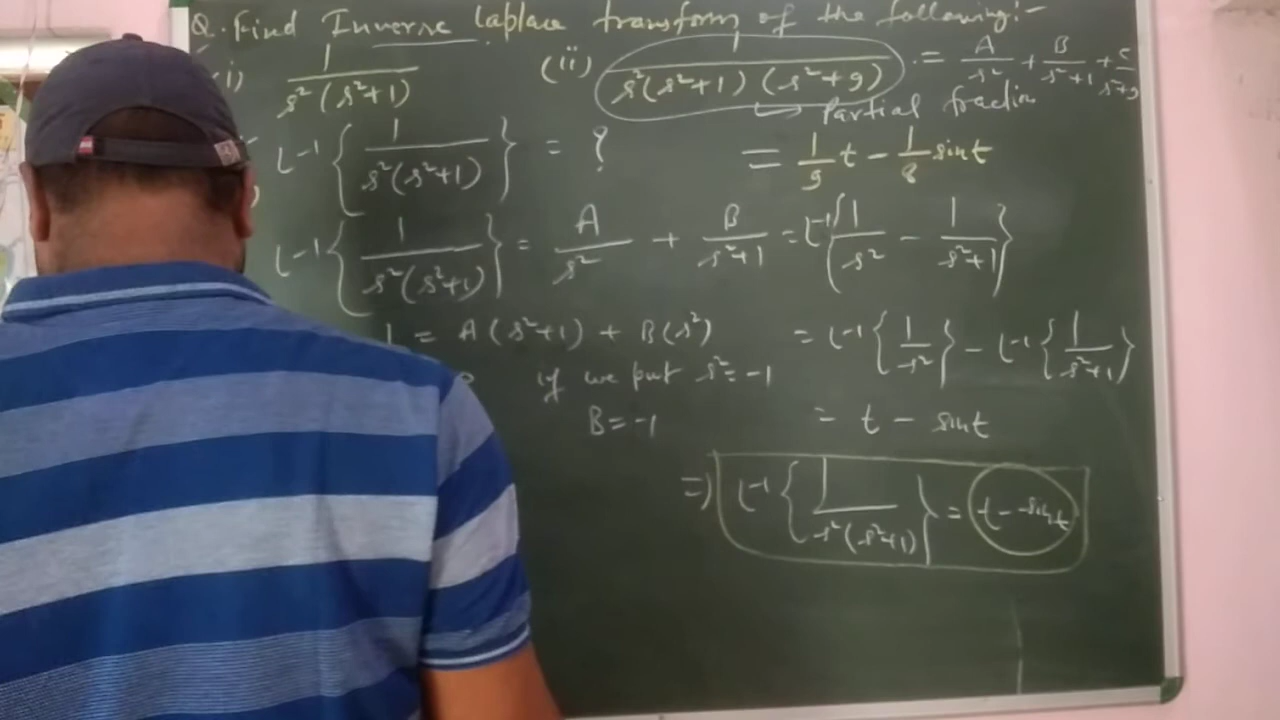 Q. Find Inverse Laplace transform of the following:-
(i) 1/(s²(s²+1)) (ii) 1/(s²(s²+1)(s²+9)) = A/s² + B/(s²+1) + C/(s²+9)
↳ Partial fraction
L⁻¹{1/(s²(s²+1))} = ? = 1/9 t - 1/8 sint
L⁻¹{1/(s²(s²+1))} = A/s² + B/(s²+1) = L⁻¹{1/s² - 1/(s²+1)}
1 = A(s²+1) + B(s²) = L⁻¹{1/s²} - L⁻¹{1/(s²+1)}
if we put s²=-1
B=-1 = t - sint
=) L⁻¹{1/(s²(s²+1))} = t - sint